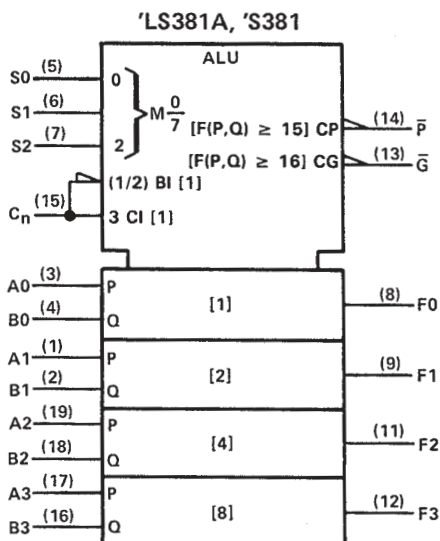 'LS381A, 'S381
ALU
S0 (5) 0
S1 (6) M 0/7
S2 (7) 2
[F(P,Q) ≥ 15] CP (14) P̅
[F(P,Q) ≥ 16] CG (13) G̅
(1/2) BI [1]
Cn (15) 3 CI [1]
A0 (3) P
B0 (4) Q
[1] (8) F0
A1 (1) P
B1 (2) Q
[2] (9) F1
A2 (19) P
B2 (18) Q
[4] (11) F2
A3 (17) P
B3 (16) Q
[8] (12) F3